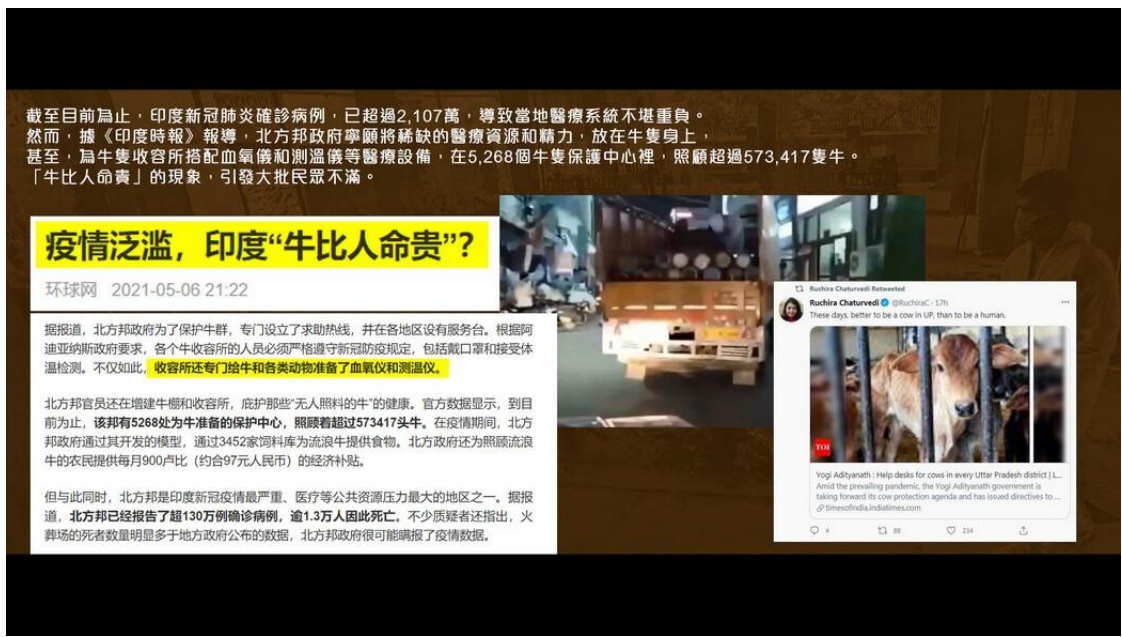 截至目前為止，印度新冠肺炎確診病例，已超過2,107萬，導致當地醫療系統不堪重負。
然而，據《印度時報》報導，北方邦政府寧願將稀缺的醫療資源和精力，放在牛隻身上，
甚至，為牛隻收容所搭配血氧儀和測溫儀等醫療設備，在5,268個牛隻保護中心裡，照顧超過573,417隻牛。
「牛比人命貴」的現象，引發大批民眾不滿。
疫情泛滥，印度“牛比人命贵”？
环球网 2021-05-06 21:22
据报道，北方邦政府为了保护牛群，专门设立了求助热线，并在各地区设有服务台。根据阿
迪亚纳斯政府要求，各个牛收容所的人员必须严格遵守新冠防疫规定，包括戴口罩和接受体
温检测。不仅如此，收容所还专门给牛和各类动物准备了血氧仪和测温仪。
北方邦官员还在增建牛棚和收容所，庇护那些“无人照料的牛”的健康。官方数据显示，到目
前为止，该邦有5268处为牛准备的保护中心，照顾着超过573417头牛。在疫情期间，北方
邦政府通过其开发的模型，通过3452家饲料库为流浪牛提供食物。北方政府还为照顾流浪
牛的农民提供每月900卢比（约合97元人民币）的经济补贴。
但与此同时，北方邦是印度新冠疫情最严重、医疗等公共资源压力最大的地区之一。据报
道，北方邦已经报告了超130万例确诊病例，逾1.3万人因此死亡。不少质疑者还指出，火
葬场的死者数量明显多于地方政府公布的数据，北方邦政府很可能瞒报了疫情数据。
Ruchira Chaturvedi Retweeted
Ruchira Chaturvedi @RuchiraC · 17h
These days, better to be a cow in UP, than to be a human.
TOI
Yogi Adityanath : Help desks for cows in every Uttar Pradesh district | L...
Amid the prevailing pandemic, the Yogi Adityanath government is
taking forward its cow protection agenda and has issued directives to ...
timesofindia.indiatimes.com
4 88 254